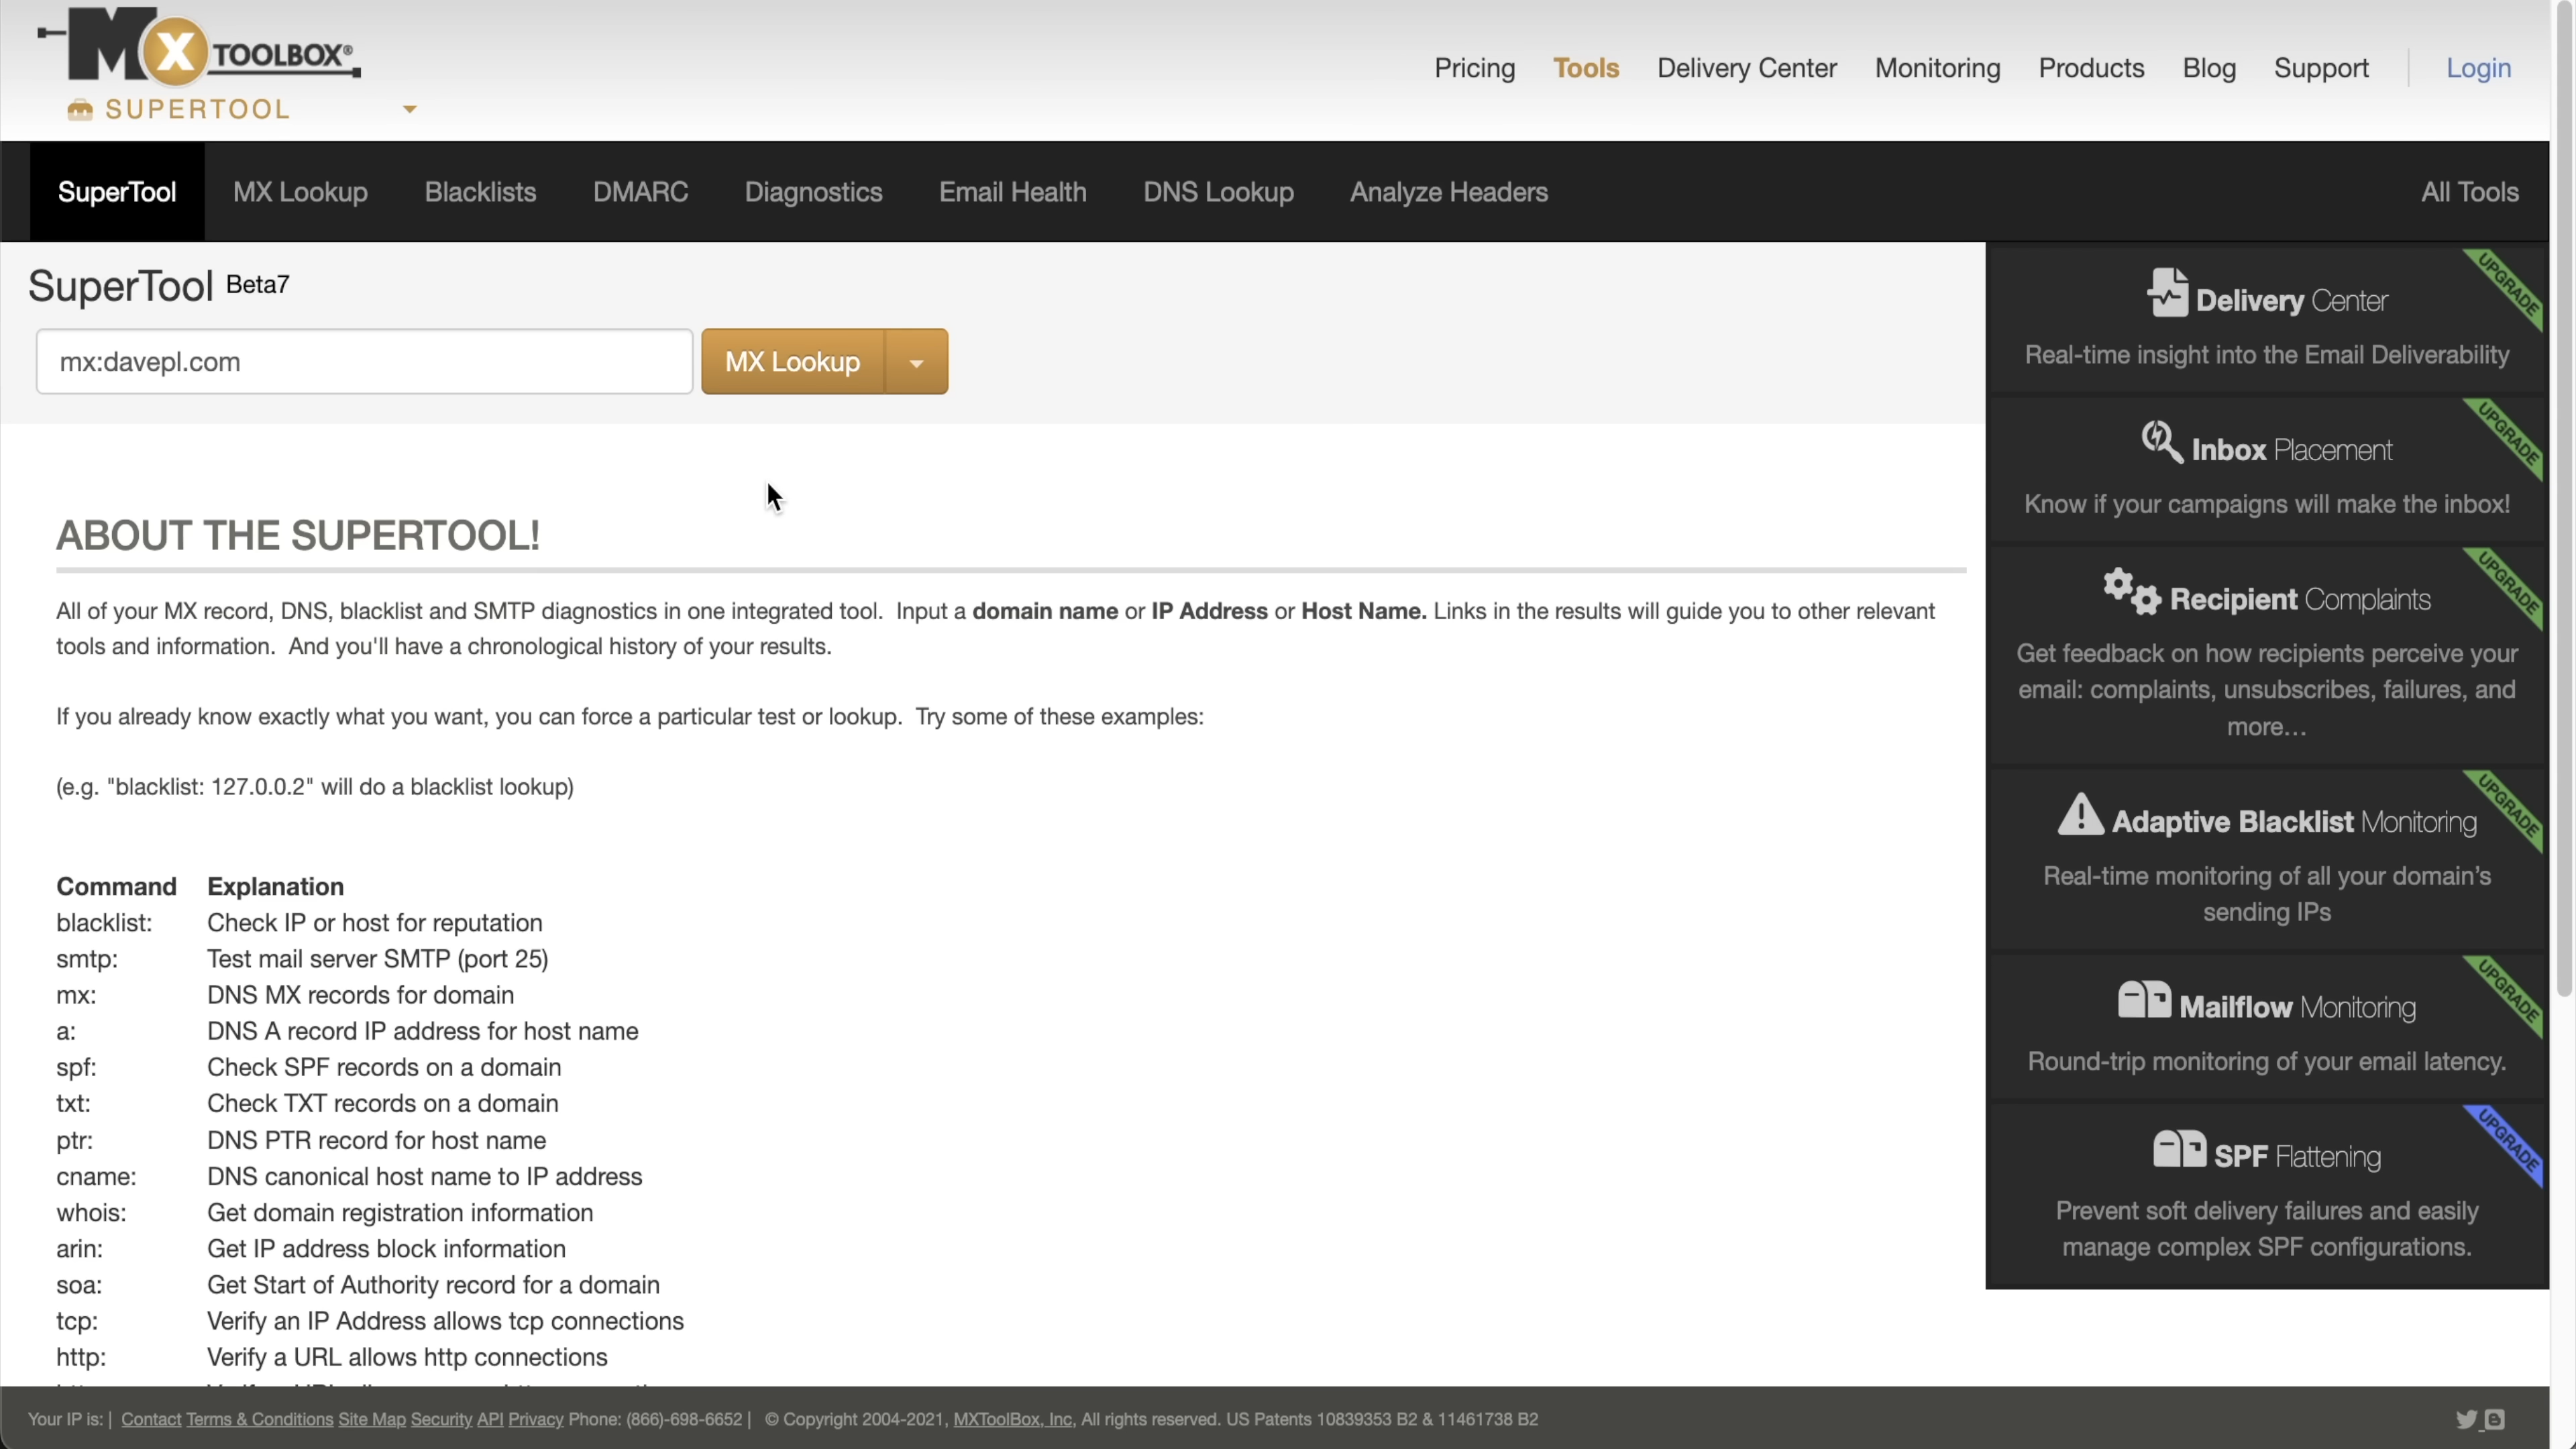 MX TOOLBOX®
SUPERTOOL
Pricing Tools Delivery Center Monitoring Products Blog Support Login
SuperTool MX Lookup Blacklists DMARC Diagnostics Email Health DNS Lookup Analyze Headers All Tools
SuperTool Beta7
mx:davepl.com MX Lookup
ABOUT THE SUPERTOOL!
All of your MX record, DNS, blacklist and SMTP diagnostics in one integrated tool.  Input a domain name or IP Address or Host Name. Links in the results will guide you to other relevant
tools and information.  And you'll have a chronological history of your results.
If you already know exactly what you want, you can force a particular test or lookup.  Try some of these examples:
(e.g. "blacklist: 127.0.0.2" will do a blacklist lookup)
Command Explanation
blacklist: Check IP or host for reputation
smtp: Test mail server SMTP (port 25)
mx: DNS MX records for domain
a: DNS A record IP address for host name
spf: Check SPF records on a domain
txt: Check TXT records on a domain
ptr: DNS PTR record for host name
cname: DNS canonical host name to IP address
whois: Get domain registration information
arin: Get IP address block information
soa: Get Start of Authority record for a domain
tcp: Verify an IP Address allows tcp connections
http: Verify a URL allows http connections
Delivery Center
UPGRADE
Real-time insight into the Email Deliverability
Inbox Placement
UPGRADE
Know if your campaigns will make the inbox!
Recipient Complaints
UPGRADE
Get feedback on how recipients perceive your
email: complaints, unsubscribes, failures, and
more...
Adaptive Blacklist Monitoring
UPGRADE
Real-time monitoring of all your domain's
sending IPs
Mailflow Monitoring
UPGRADE
Round-trip monitoring of your email latency.
SPF Flattening
UPGRADE
Prevent soft delivery failures and easily
manage complex SPF configurations.
Your IP is: | Contact Terms & Conditions Site Map Security API Privacy Phone: (866)-698-6652 | © Copyright 2004-2021, MXToolBox, Inc, All rights reserved. US Patents 10839353 B2 & 11461738 B2